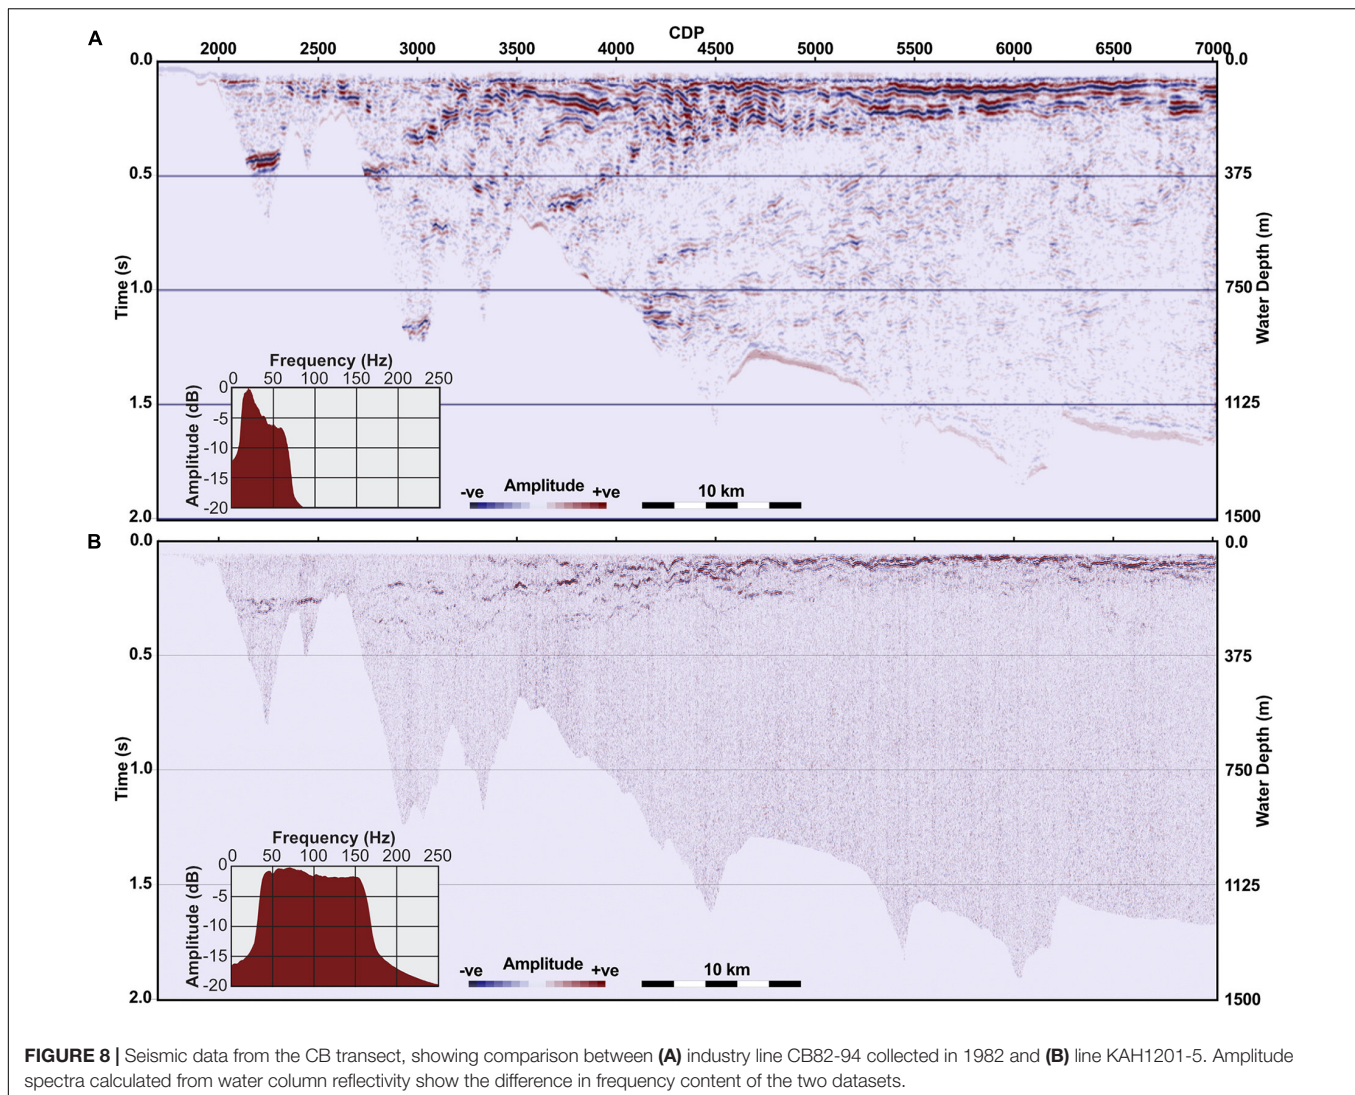 A
CDP
2000 2500 3000 3500 4000 4500 5000 5500 6000 6500 7000
0.0 0.0
0.5 375
1.0 750
1.5 1125
2.0 1500
Time (s)
Water Depth (m)
Frequency (Hz)
0 50 100 150 200 250
Amplitude (dB)
0
-5
-10
-15
-20
Amplitude
-ve +ve
10 km
B
0.0 0.0
0.5 375
1.0 750
1.5 1125
2.0 1500
Time (s)
Water Depth (m)
Frequency (Hz)
0 50 100 150 200 250
Amplitude (dB)
0
-5
-10
-15
-20
Amplitude
-ve +ve
10 km
FIGURE 8 | Seismic data from the CB transect, showing comparison between (A) industry line CB82-94 collected in 1982 and (B) line KAH1201-5. Amplitude
spectra calculated from water column reflectivity show the difference in frequency content of the two datasets.